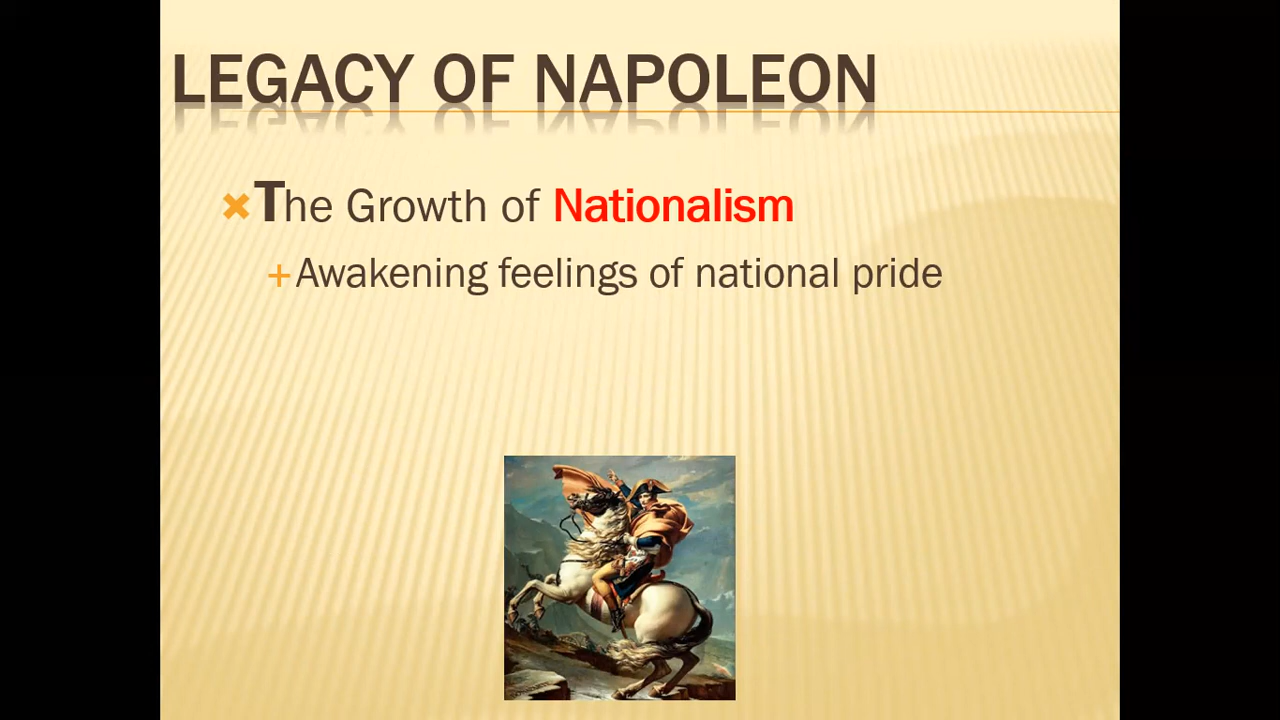 LEGACY OF NAPOLEON
The Growth of Nationalism
Awakening feelings of national pride